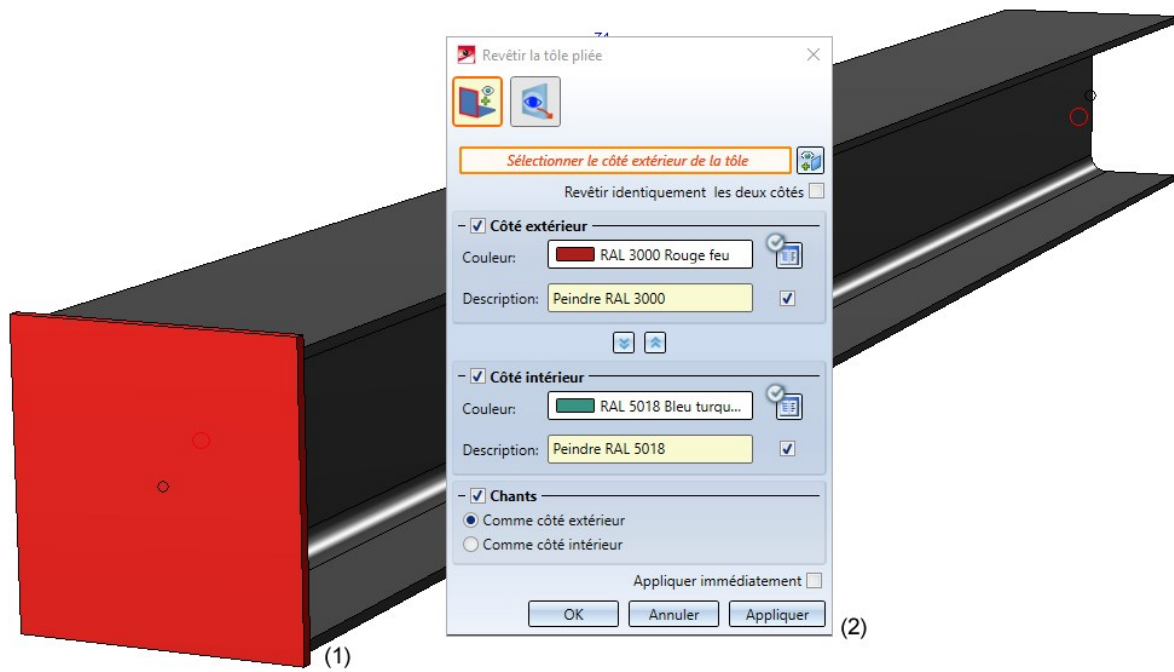 Revêtir la tôle pliée
Sélectionner le côté extérieur de la tôle
Revêtir identiquement les deux côtés
Côté extérieur
Couleur: RAL 3000 Rouge feu
Description: Peindre RAL 3000
Côté intérieur
Couleur: RAL 5018 Bleu turqu...
Description: Peindre RAL 5018
Chants
Comme côté extérieur
Comme côté intérieur
Appliquer immédiatement
OK Annuler Appliquer
(2)
(1)